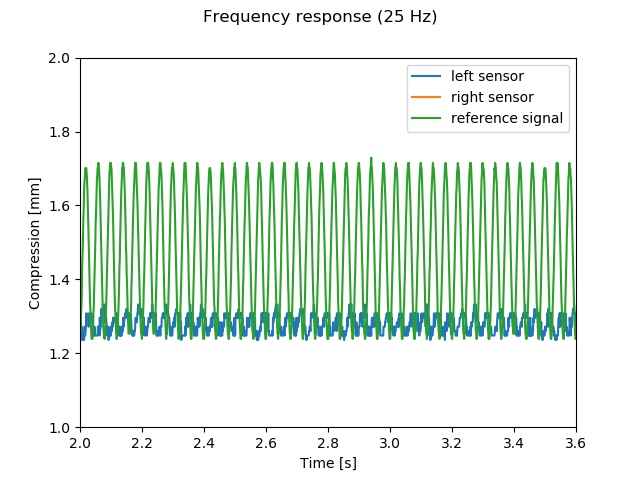 Frequency response (25 Hz)
2.0
left sensor
right sensor
reference signal
1.8
1.6
Compression [mm]
1.4
1.2
1.0
2.0 2.2 2.4 2.6 2.8 3.0 3.2 3.4 3.6
Time [s]